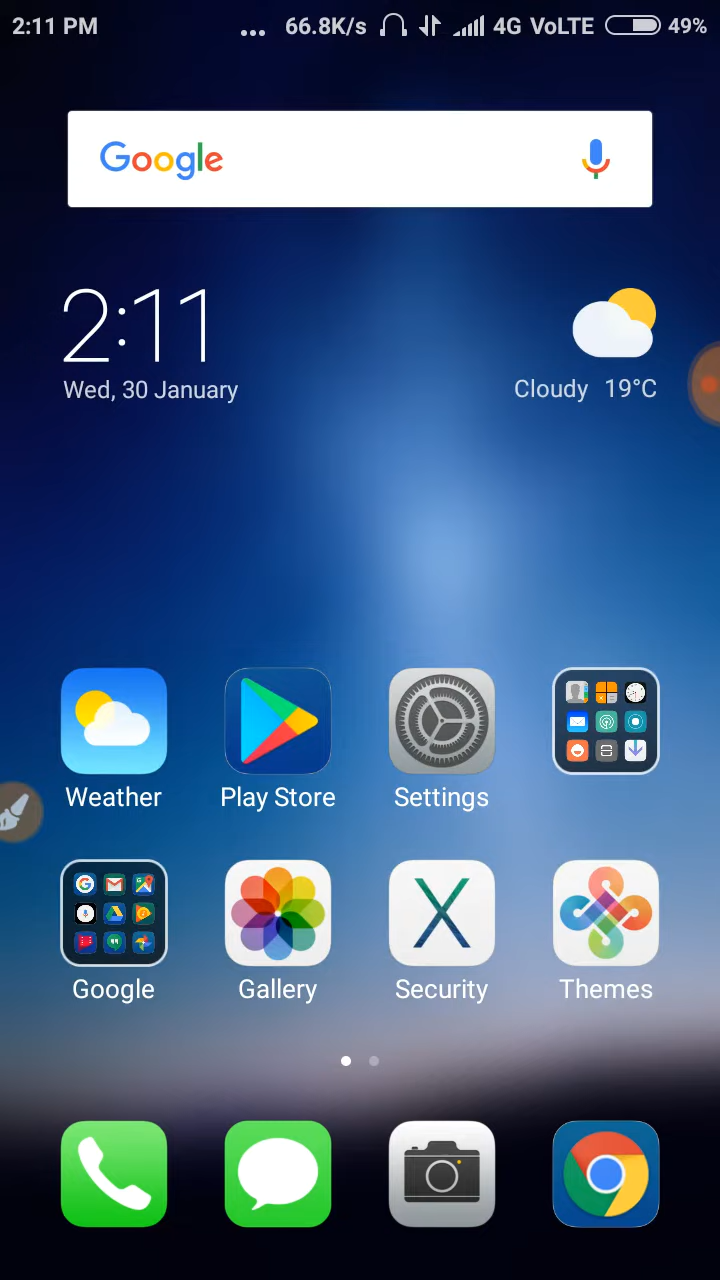 2:11 PM ... 66.8K/s 4G VoLTE 49%
Google
2:11
Wed, 30 January
Cloudy 19°C
Weather Play Store Settings
Google Gallery Security Themes